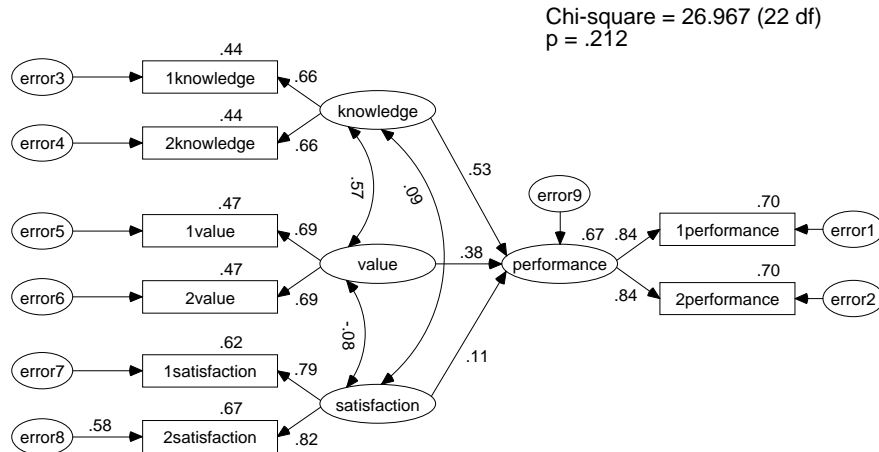 Chi-square = 26.967 (22 df)
p = .212
.44
error3
1knowledge
.66
knowledge
.44
error4
2knowledge
.66
.57
.09
.53
error9
.47
error5
1value
.69
value
.38
.67
performance
.84
.70
1performance
error1
.47
error6
2value
.69
.84
.70
2performance
error2
-.08
.11
.62
error7
1satisfaction
.79
satisfaction
.67
error8
.58
2satisfaction
.82